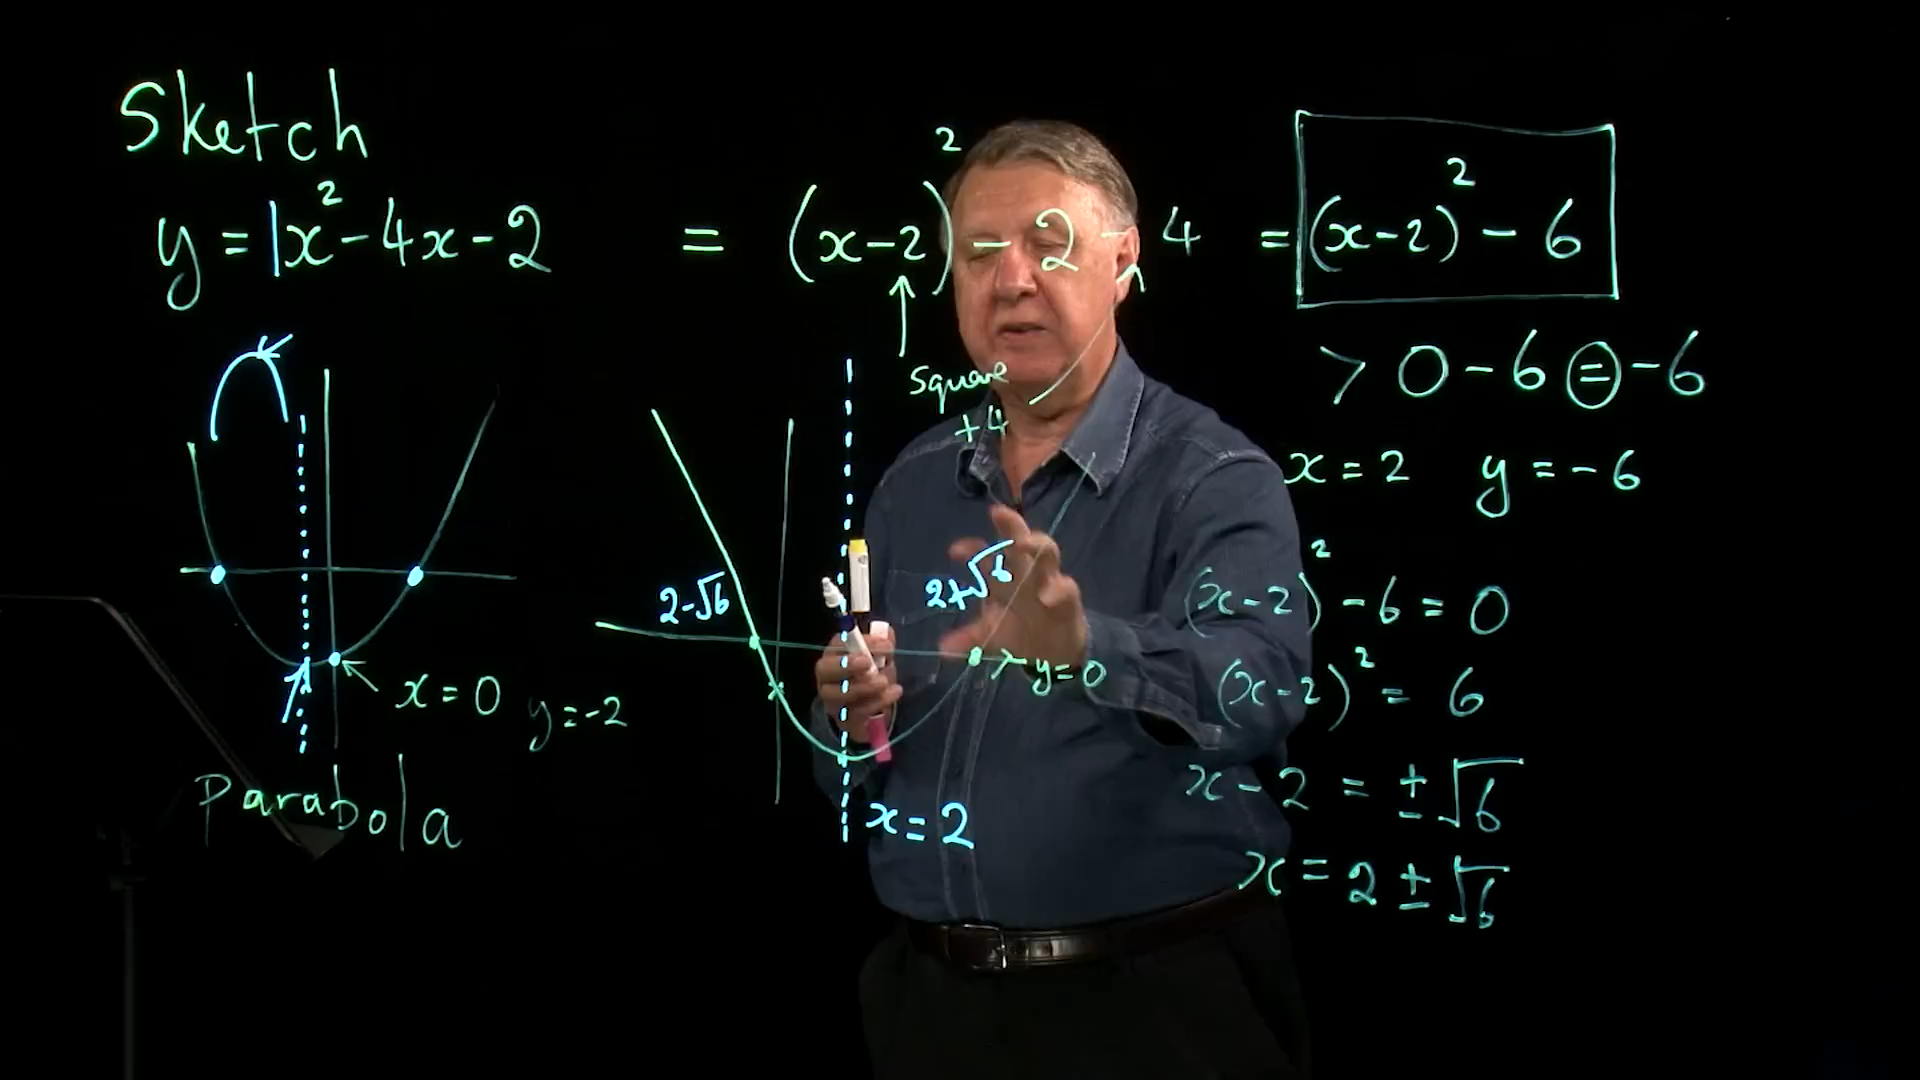 Sketch
y = 1x² - 4x - 2 = (x-2)² - 2 - 4 = (x-2)² - 6
Square
+4
> 0 - 6 = -6
x = 2 y = -6
2-√6
2+√6
y = 0
x = 0 y = -2
x = 2
Parabola
(x-2)² - 6 = 0
(x-2)² = 6
x - 2 = ±√6
x = 2 ± √6